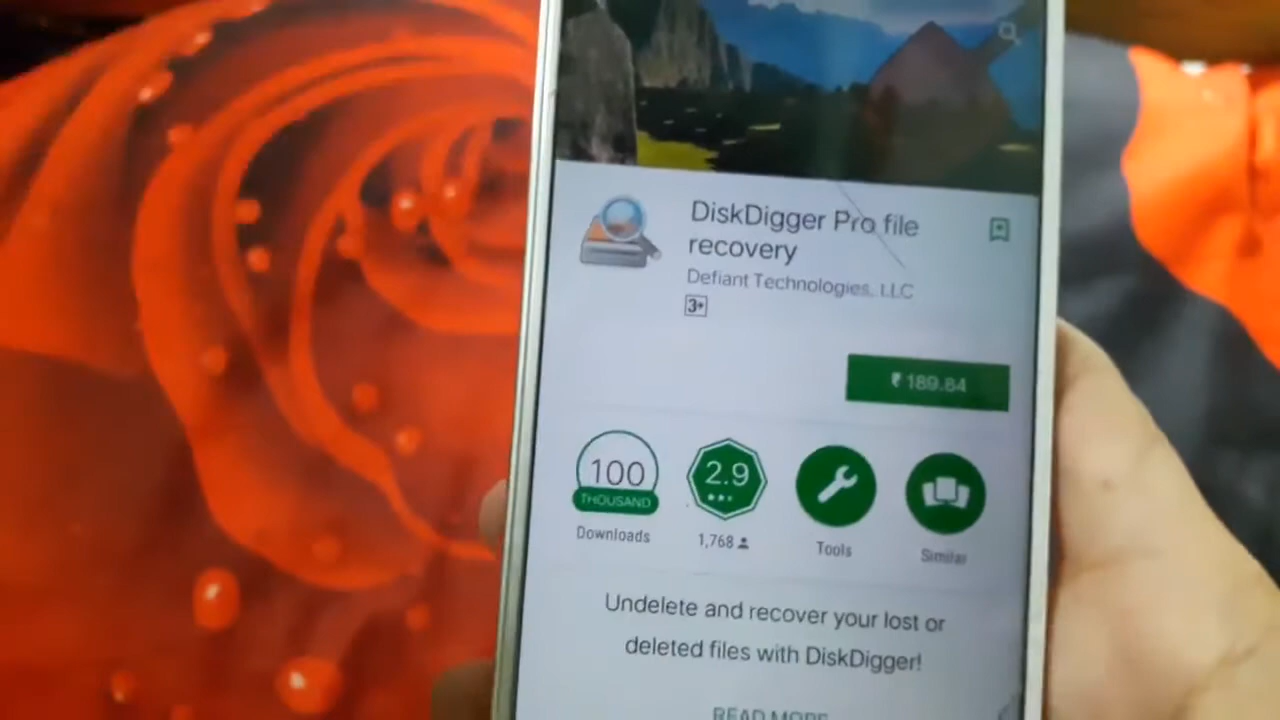 DiskDigger Pro file
recovery
Defiant Technologies, LLC
3+
₹ 189.84
100
THOUSAND
Downloads
2.9
1,768
Tools
Similar
Undelete and recover your lost or
deleted files with DiskDigger!
READ MORE